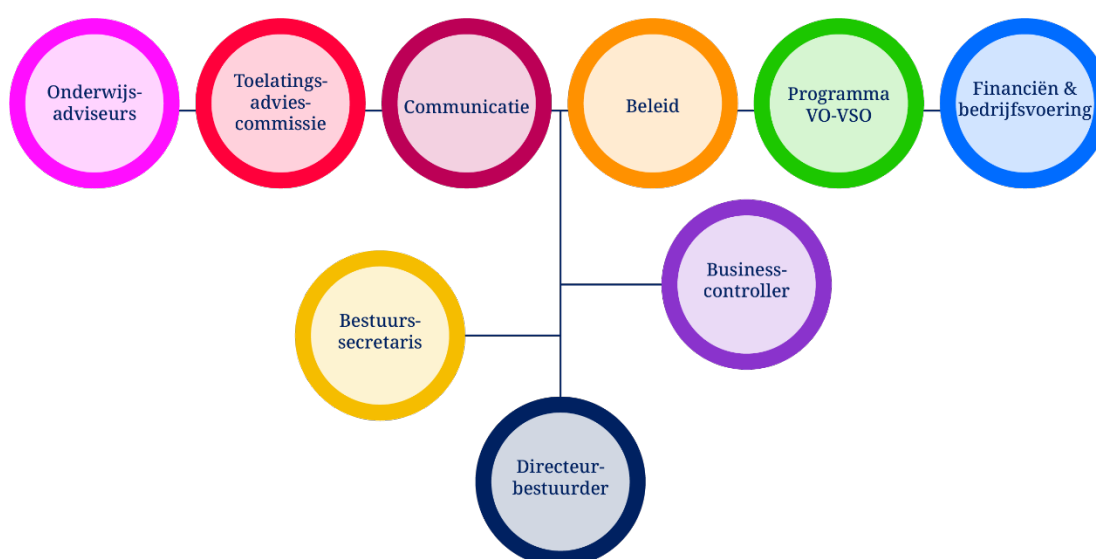 Onderwijs-
adviseurs
Toelatings-
advies-
commissie
Communicatie
Beleid
Programma
VO-VSO
Financiën &
bedrijfsvoering
Business-
controller
Bestuurs-
secretaris
Directeur-
bestuurder